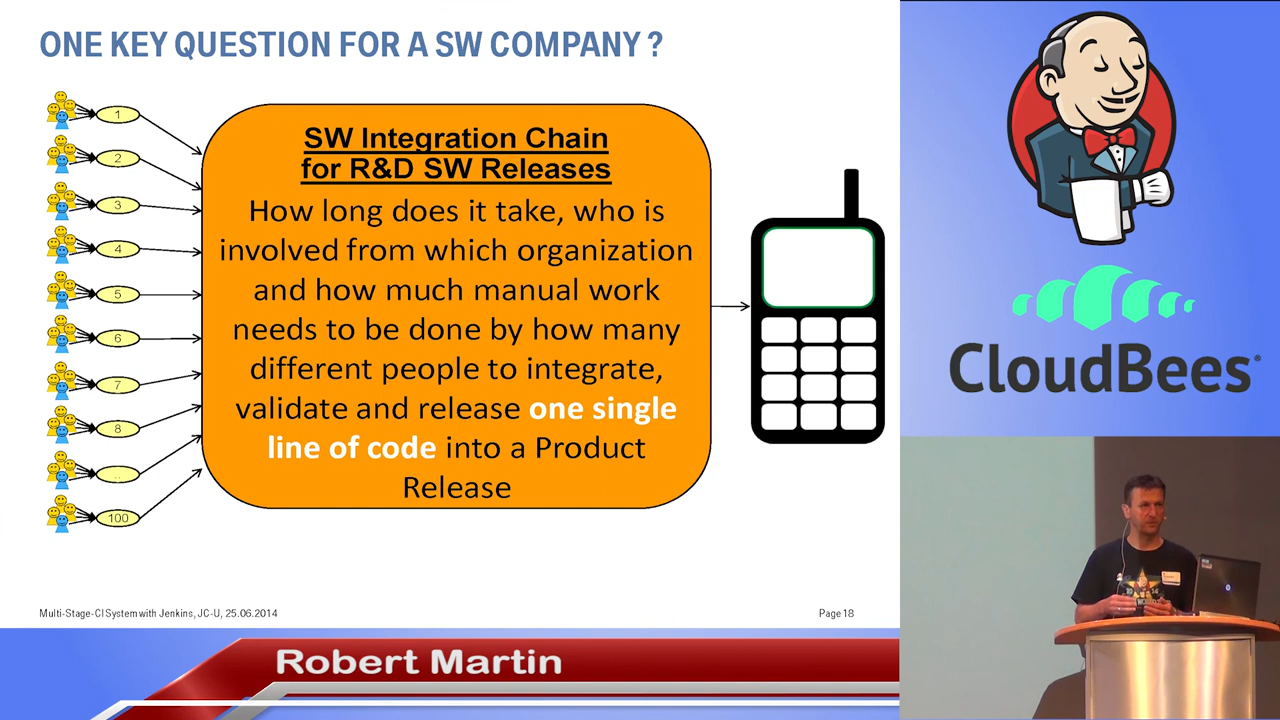 ONE KEY QUESTION FOR A SW COMPANY ?
1
2
3
4
5
6
7
8
..
100
SW Integration Chain
for R&D SW Releases
How long does it take, who is
involved from which organization
and how much manual work
needs to be done by how many
different people to integrate,
validate and release one single
line of code into a Product
Release
CloudBees
Multi-Stage-CI System with Jenkins, JC-U, 25.06.2014
Page 18
Robert Martin